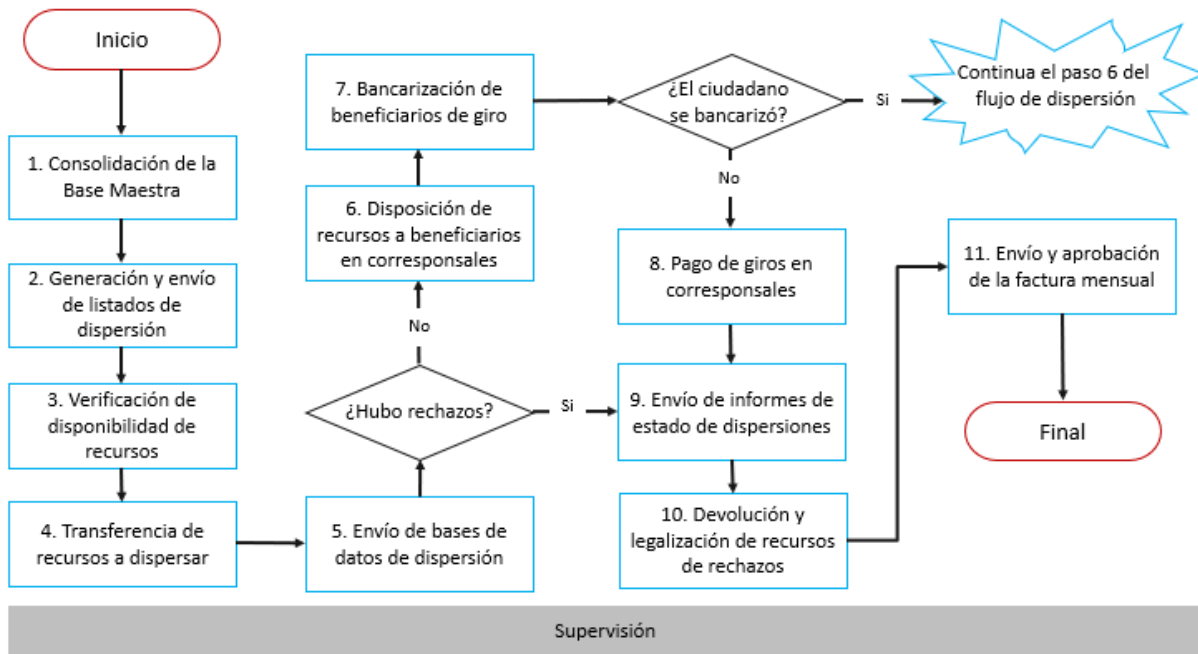 Inicio
1. Consolidación de la
Base Maestra
2. Generación y envío
de listados de
dispersión
3. Verificación de
disponibilidad de
recursos
4. Transferencia de
recursos a dispersar
5. Envío de bases de
datos de dispersión
¿Hubo rechazos?
No
Si
6. Disposición de
recursos a beneficiarios
en corresponsales
7. Bancarización de
beneficiarios de giro
¿El ciudadano
se bancarizó?
Si
Continua el paso 6 del
flujo de dispersión
No
8. Pago de giros en
corresponsales
9. Envío de informes de
estado de dispersiones
10. Devolución y
legalización de recursos
de rechazos
11. Envío y aprobación
de la factura mensual
Final
Supervisión